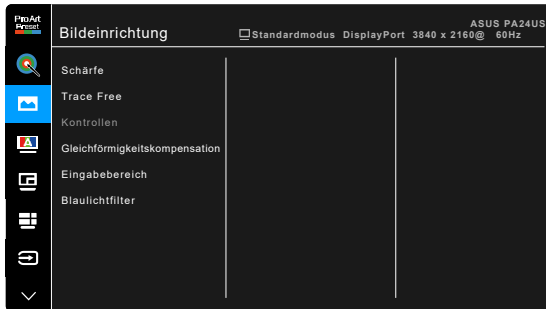 ProArt
Preset
Bildeinrichtung
ASUS PA24US
Standardmodus DisplayPort 3840 x 2160@ 60Hz
Schärfe
Trace Free
Kontrollen
A
Gleichförmigkeitskompensation
Eingabebereich
Blaulichtfilter